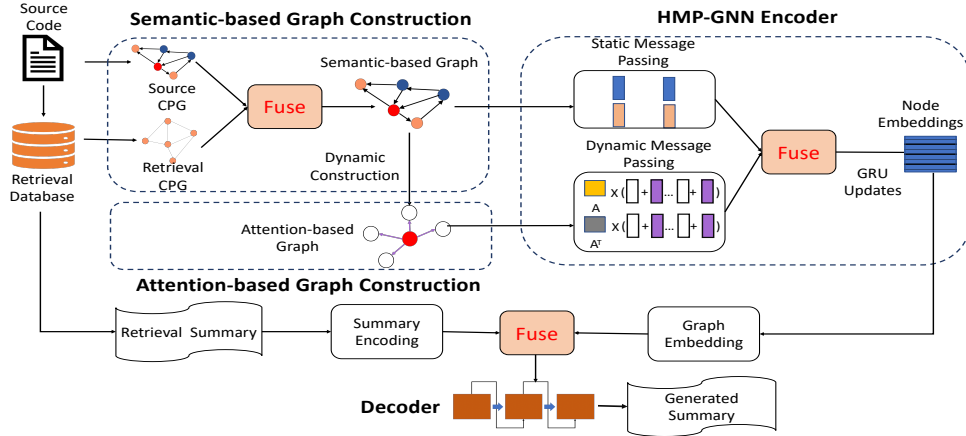 Source
Code
Semantic-based Graph Construction
HMP-GNN Encoder
Source
CPG
Fuse
Semantic-based Graph
Static Message
Passing
Retrieval
Database
Retrieval
CPG
Dynamic
Construction
Dynamic Message
Passing
A
X ( + ... + )
AT
X ( + ... + )
Fuse
GRU
Updates
Node
Embeddings
Attention-based
Graph
Attention-based Graph Construction
Retrieval Summary
Summary
Encoding
Fuse
Graph
Embedding
Decoder
Generated
Summary